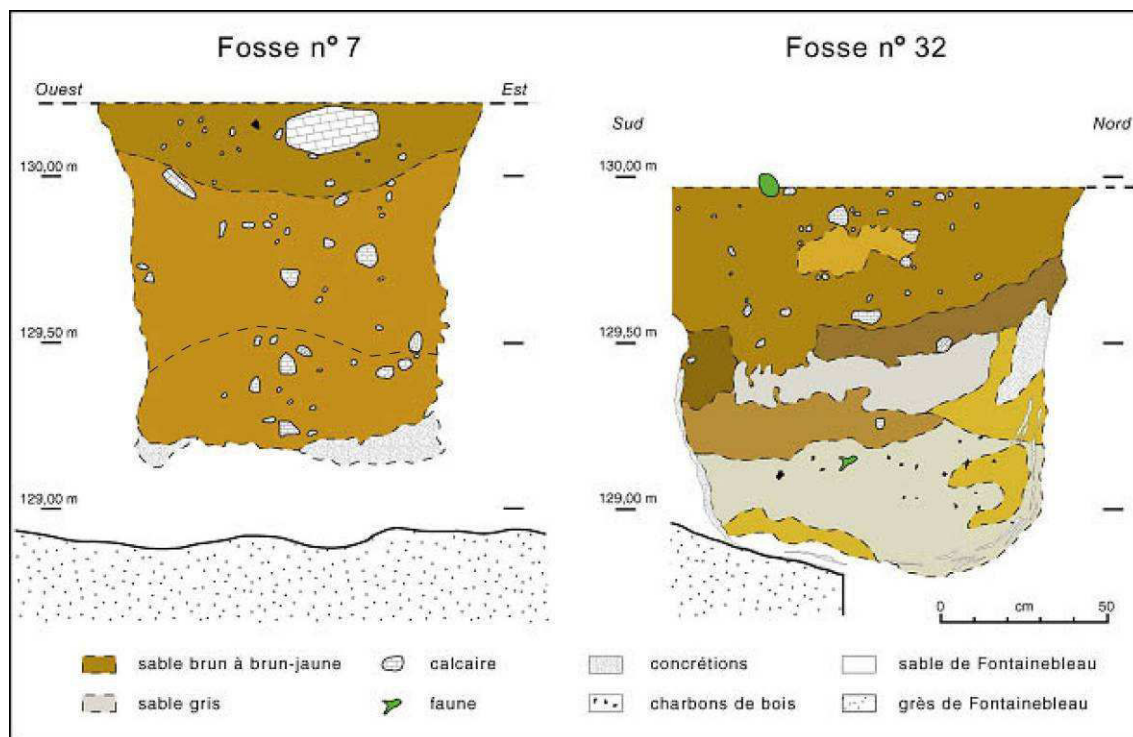 Fosse n° 7
Fosse n° 32
Ouest
Est
Sud
Nord
130,00 m
130,00 m
129,50 m
129,50 m
129,00 m
129,00 m
0 cm 50
sable brun à brun-jaune
calcaire
concrétions
sable de Fontainebleau
sable gris
faune
charbons de bois
grès de Fontainebleau